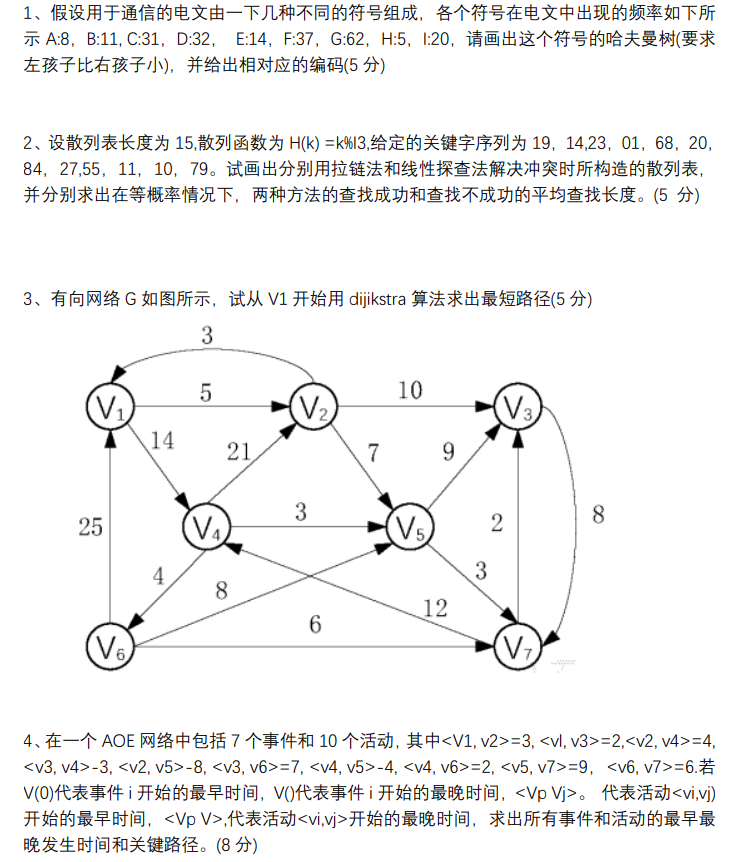 1、假设用于通信的电文由一下几种不同的符号组成，各个符号在电文中出现的频率如下所
示 A:8，B:11, C:31，D:32， E:14，F:37，G:62，H:5，I:20，请画出这个符号的哈夫曼树(要求
左孩子比右孩子小)，并给出相对应的编码(5 分)
2、设散列表长度为 15,散列函数为 H(k) =k%l3,给定的关键字序列为 19，14,23，01，68，20,
84，27,55，11，10，79。试画出分别用拉链法和线性探查法解决冲突时所构造的散列表,
并分别求出在等概率情况下，两种方法的查找成功和查找不成功的平均查找长度。(5 分)
3、有向网络 G 如图所示，试从 V1 开始用 dijikstra 算法求出最短路径(5 分)
3
5
10
V1
V2
V3
14
21
7
9
25
V4
3
V5
2
8
4
8
3
6
12
V6
V7
4、在一个 AOE 网络中包括 7 个事件和 10 个活动, 其中<V1, v2>=3, <vl, v3>=2,<v2, v4>=4,
<v3, v4>-3, <v2, v5>-8, <v3, v6>=7, <v4, v5>-4, <v4, v6>=2, <v5, v7>=9， <v6, v7>=6.若
V(0)代表事件 i 开始的最早时间，V()代表事件 i 开始的最晚时间，<Vp Vj>。 代表活动<vi,vj)
开始的最早时间，<Vp V>,代表活动<vi,vj>开始的最晚时间，求出所有事件和活动的最早最
晚发生时间和关键路径。(8 分)